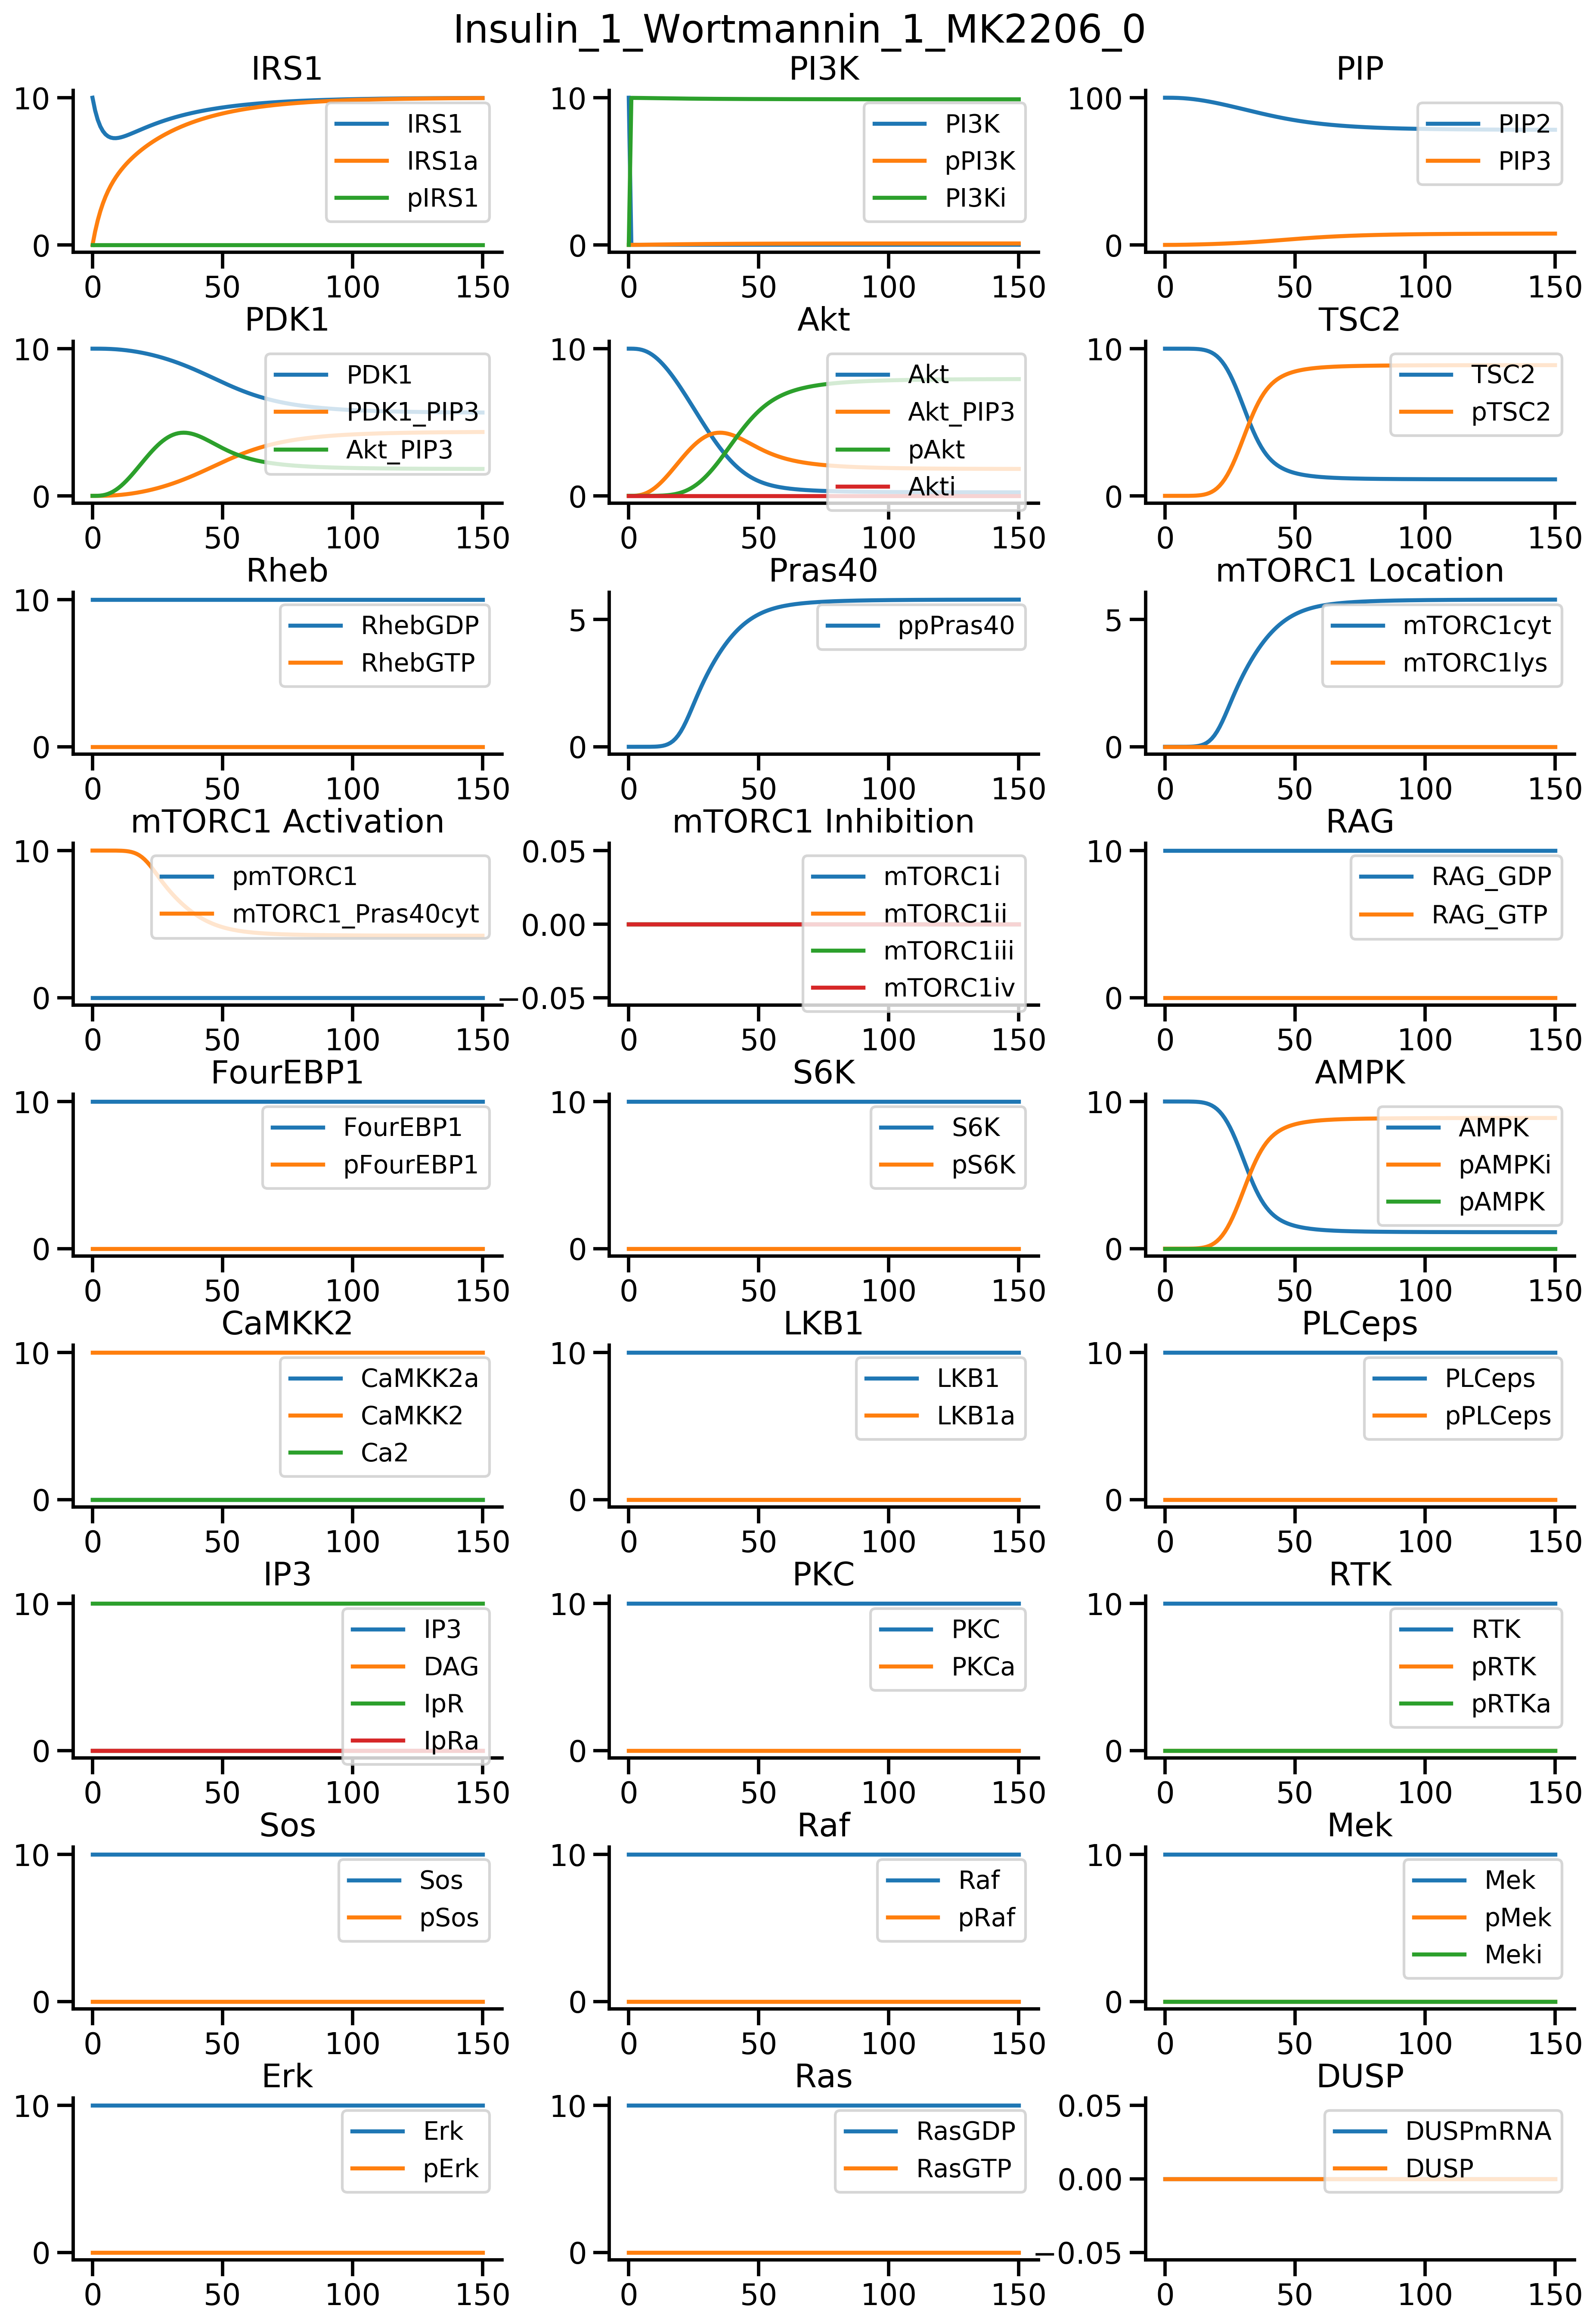 Insulin_1_Wortmannin_1_MK2206_0
IRS1
10
0
0 50 100 150
IRS1
IRS1a
pIRS1
PI3K
10
0
0 50 100 150
PI3K
pPI3K
PI3Ki
PIP
100
0
0 50 100 150
PIP2
PIP3
PDK1
10
0
0 50 100 150
PDK1
PDK1_PIP3
Akt_PIP3
Akt
10
0
0 50 100 150
Akt
Akt_PIP3
pAkt
Akti
TSC2
10
0
0 50 100 150
TSC2
pTSC2
Rheb
10
0
0 50 100 150
RhebGDP
RhebGTP
Pras40
5
0
0 50 100 150
ppPras40
mTORC1 Location
5
0
0 50 100 150
mTORC1cyt
mTORC1lys
mTORC1 Activation
10
0
0 50 100 150
pmTORC1
mTORC1_Pras40cyt
mTORC1 Inhibition
0.05
0.00
−0.05
0 50 100 150
mTORC1i
mTORC1ii
mTORC1iii
mTORC1iv
RAG
10
0
0 50 100 150
RAG_GDP
RAG_GTP
FourEBP1
10
0
0 50 100 150
FourEBP1
pFourEBP1
S6K
10
0
0 50 100 150
S6K
pS6K
AMPK
10
0
0 50 100 150
AMPK
pAMPKi
pAMPK
CaMKK2
10
0
0 50 100 150
CaMKK2a
CaMKK2
Ca2
LKB1
10
0
0 50 100 150
LKB1
LKB1a
PLCeps
10
0
0 50 100 150
PLCeps
pPLCeps
IP3
10
0
0 50 100 150
IP3
DAG
IpR
IpRa
PKC
10
0
0 50 100 150
PKC
PKCa
RTK
10
0
0 50 100 150
RTK
pRTK
pRTKa
Sos
10
0
0 50 100 150
Sos
pSos
Raf
10
0
0 50 100 150
Raf
pRaf
Mek
10
0
0 50 100 150
Mek
pMek
Meki
Erk
10
0
0 50 100 150
Erk
pErk
Ras
10
0
0 50 100 150
RasGDP
RasGTP
DUSP
0.05
0.00
−0.05
0 50 100 150
DUSPmRNA
DUSP